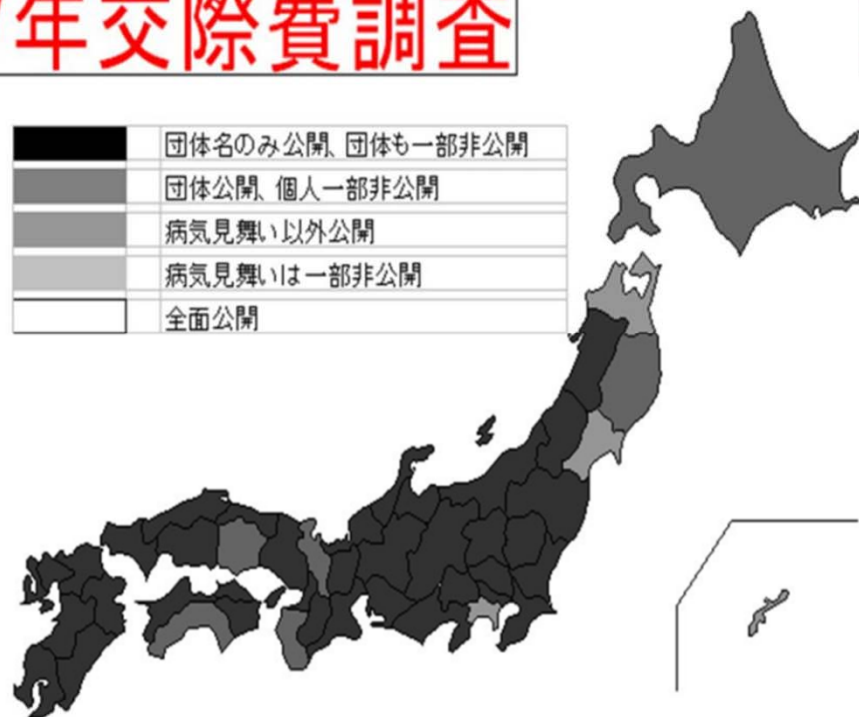 年交際費調査
団体名のみ公開、団体も一部非公開
団体公開、個人一部非公開
病気見舞い以外公開
病気見舞いは一部非公開
全面公開